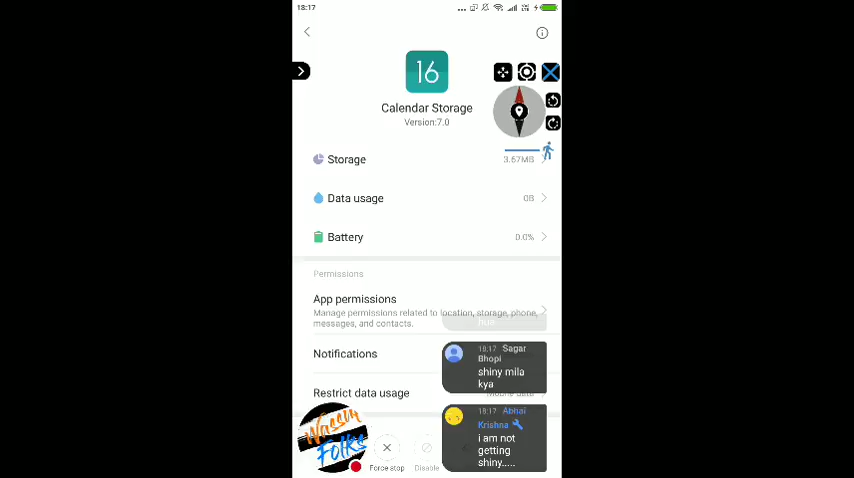 18:17
16
Calendar Storage
Version:7.0
Storage
3.67MB
Data usage
0B
Battery
0.0%
Permissions
App permissions
Manage permissions related to location, storage, phone,
messages, and contacts.
Notifications
18:17 Sagar
Bhopi
shiny mila
kya
Restrict data usage
Mobile data
18:17 Abhai
Krishna
i am not
getting
shiny.....
Wassup
Folks
Force stop
Disable